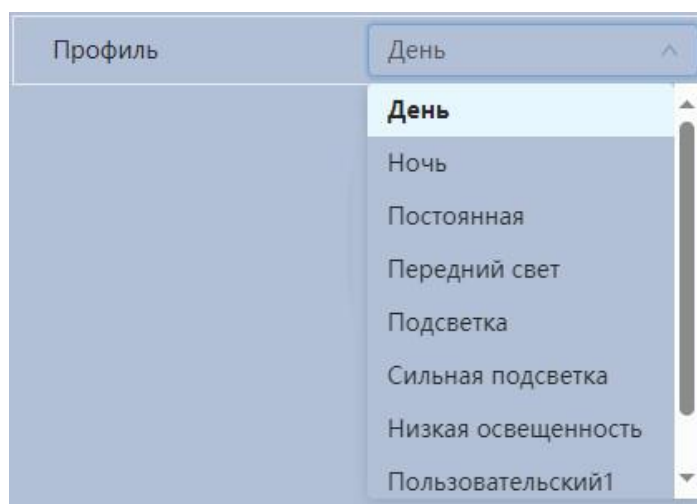 Профиль
День
День
Ночь
Постоянная
Передний свет
Подсветка
Сильная подсветка
Низкая освещенность
Пользовательский1